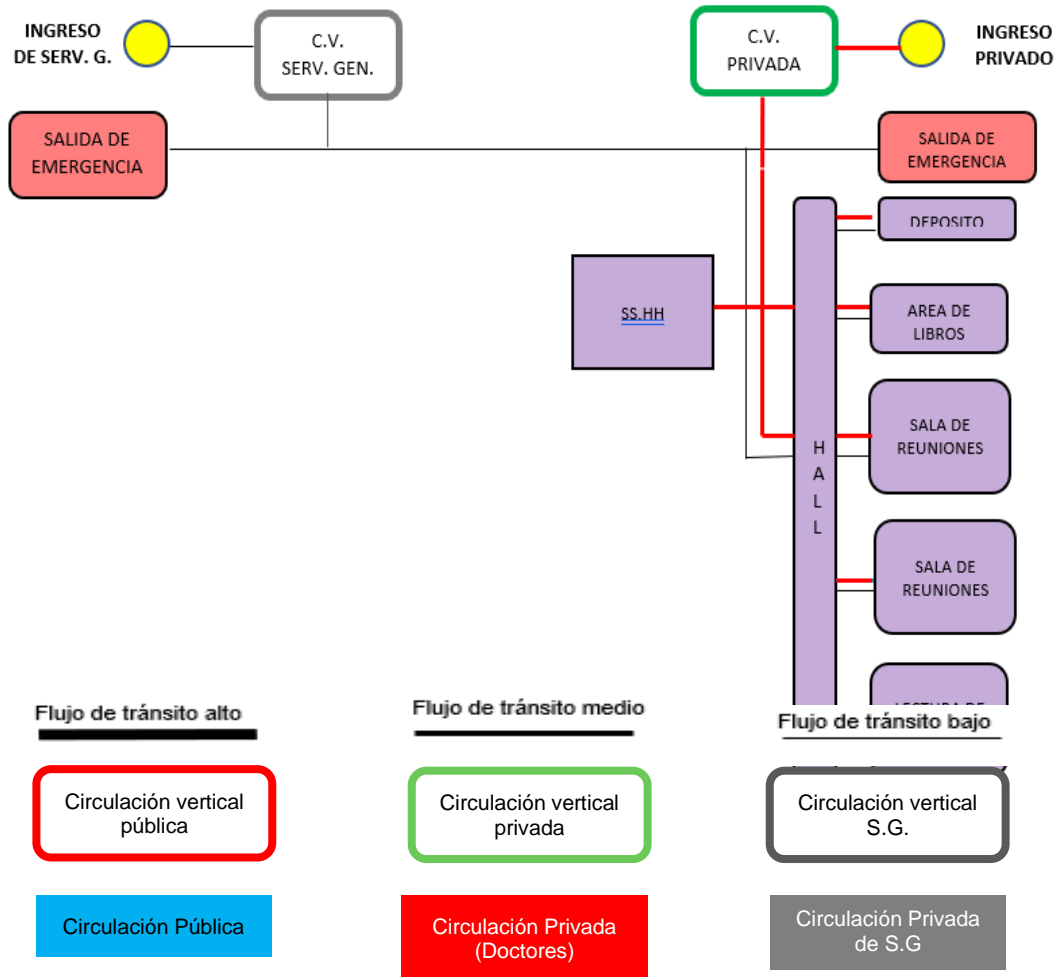 INGRESO
DE SERV. G.
C.V.
SERV. GEN.
C.V.
PRIVADA
INGRESO
PRIVADO
SALIDA DE
EMERGENCIA
SALIDA DE
EMERGENCIA
DEPOSITO
SS.HH
AREA DE
LIBROS
SALA DE
REUNIONES
H
A
L
L
SALA DE
REUNIONES
Flujo de tránsito alto
Flujo de tránsito medio
Flujo de tránsito bajo
Circulación vertical
pública
Circulación vertical
privada
Circulación vertical
S.G.
Circulación Pública
Circulación Privada
(Doctores)
Circulación Privada
de S.G